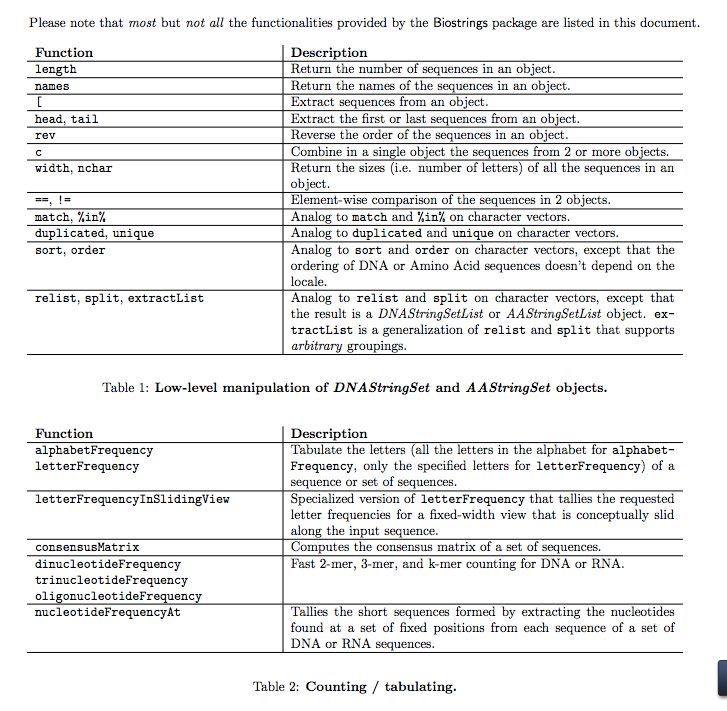 Please note that most but not all the functionalities provided by the Biostrings package are listed in this document.
Function Description
length Return the number of sequences in an object.
names Return the names of the sequences in an object.
[ Extract sequences from an object.
head, tail Extract the first or last sequences from an object.
rev Reverse the order of the sequences in an object.
c Combine in a single object the sequences from 2 or more objects.
width, nchar Return the sizes (i.e. number of letters) of all the sequences in an
object.
==, != Element-wise comparison of the sequences in 2 objects.
match, %in% Analog to match and %in% on character vectors.
duplicated, unique Analog to duplicated and unique on character vectors.
sort, order Analog to sort and order on character vectors, except that the
ordering of DNA or Amino Acid sequences doesn't depend on the
locale.
relist, split, extractList Analog to relist and split on character vectors, except that
the result is a DNAStringSetList or AAStringSetList object. ex-
tractList is a generalization of relist and split that supports
arbitrary groupings.
Table 1: Low-level manipulation of DNAStringSet and AAStringSet objects.
Function Description
alphabetFrequency Tabulate the letters (all the letters in the alphabet for alphabet-
letterFrequency Frequency, only the specified letters for letterFrequency) of a
sequence or set of sequences.
letterFrequencyInSlidingView Specialized version of letterFrequency that tallies the requested
letter frequencies for a fixed-width view that is conceptually slid
along the input sequence.
consensusMatrix Computes the consensus matrix of a set of sequences.
dinucleotideFrequency Fast 2-mer, 3-mer, and k-mer counting for DNA or RNA.
trinucleotideFrequency
oligonucleotideFrequency
nucleotideFrequencyAt Tallies the short sequences formed by extracting the nucleotides
found at a set of fixed positions from each sequence of a set of
DNA or RNA sequences.
Table 2: Counting / tabulating.